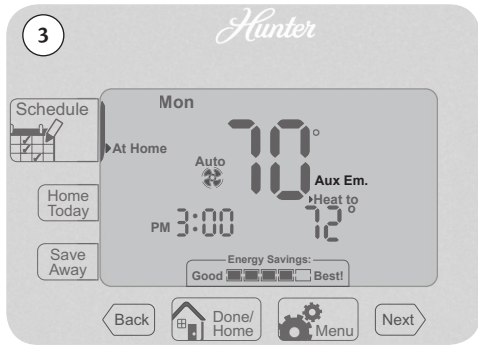 3
Hunter
Schedule
Mon
At Home
70°
Auto
Aux Em.
Heat to
72°
Home
Today
PM 3:00
Save
Away
Energy Savings:
Good Best!
Back
Done/
Home
Menu
Next